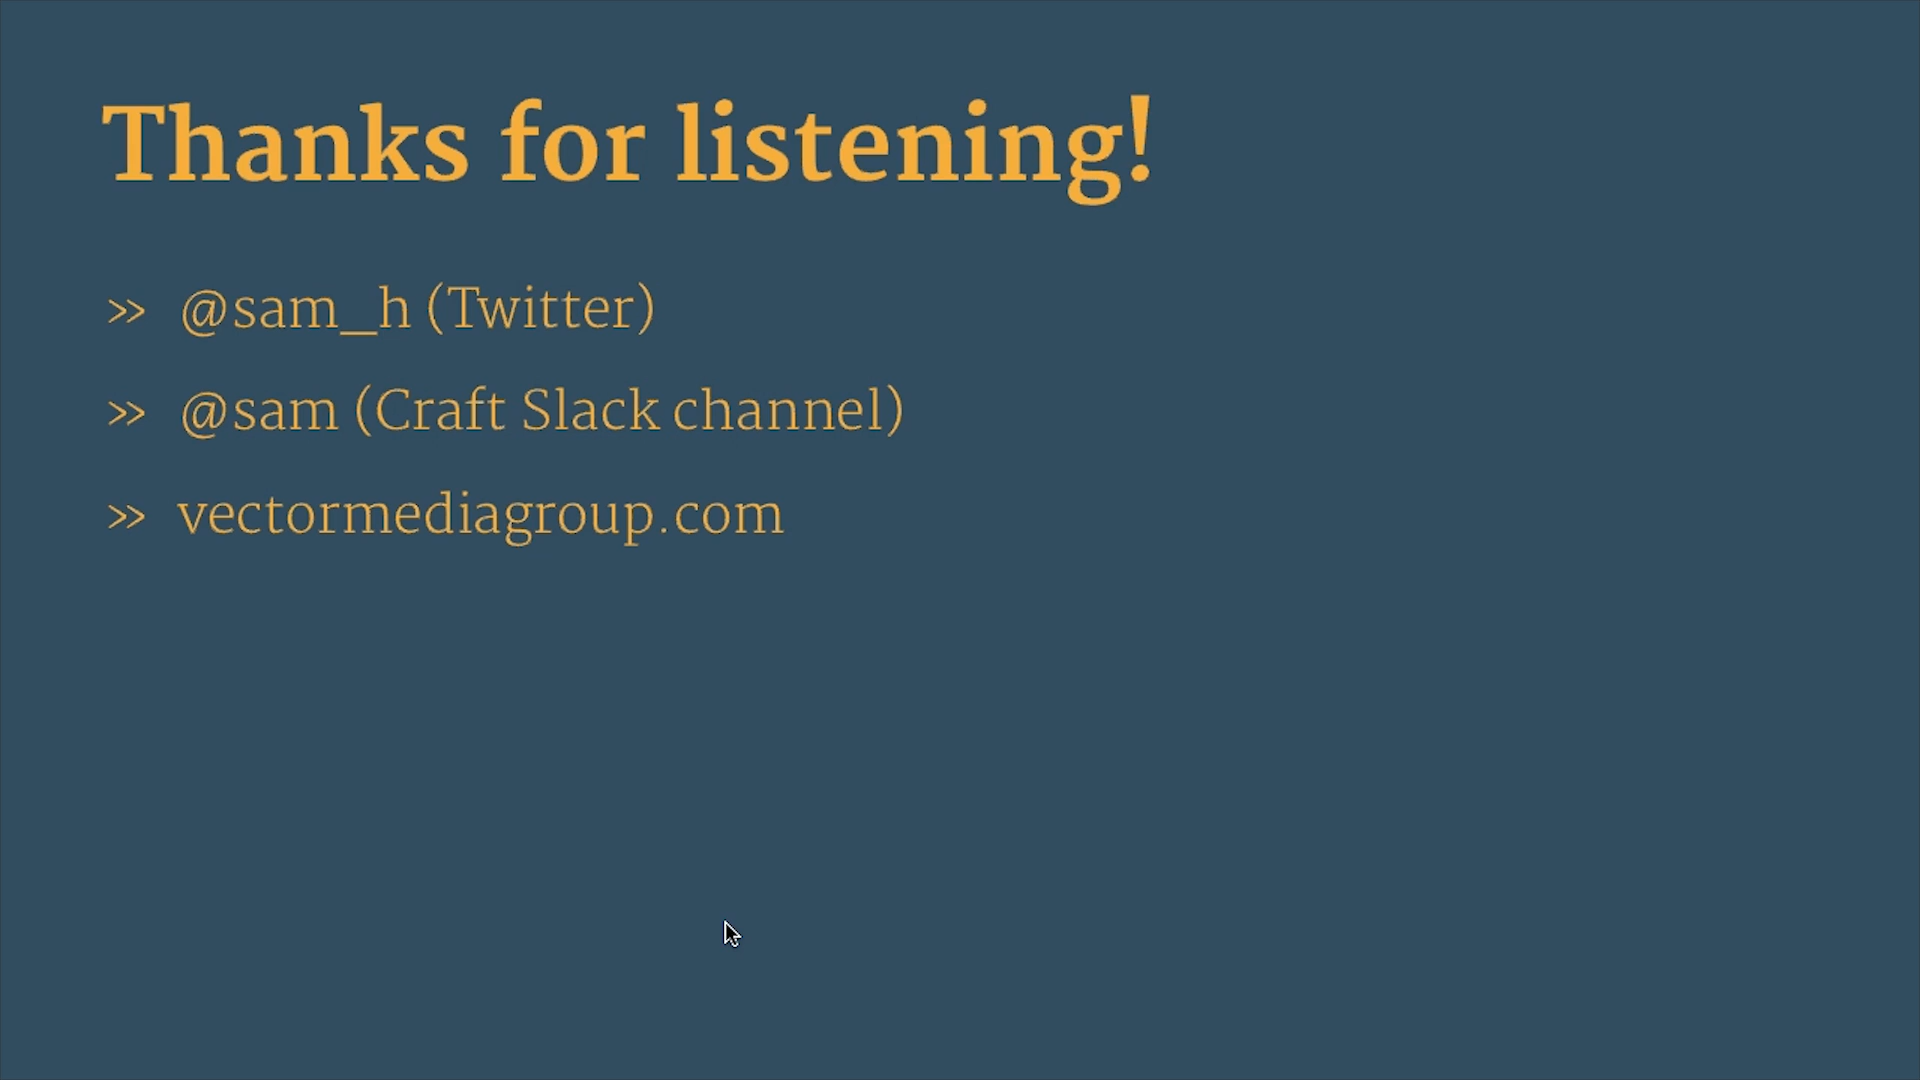 Thanks for listening!
» @sam_h (Twitter)
» @sam (Craft Slack channel)
» vectormediagroup.com